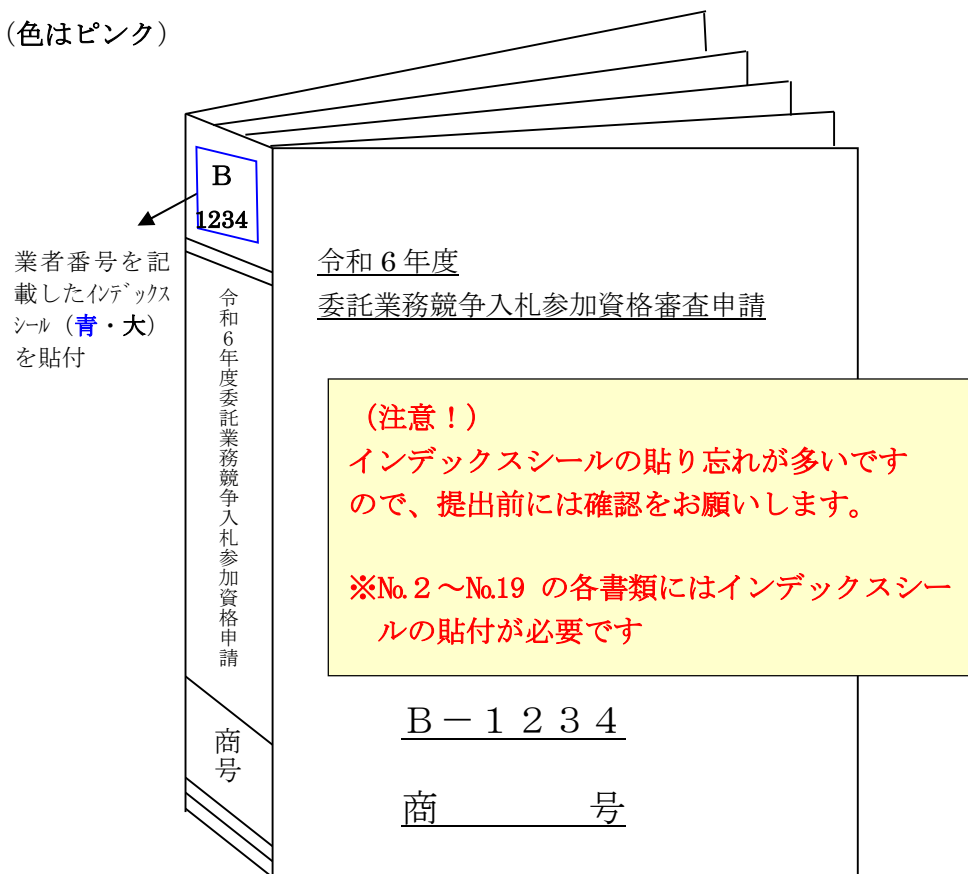 （色はピンク）
B
1234
業者番号を記
載したｲﾝﾃﾞｯｸｽ
ｼｰﾙ（青・大）
を貼付
令和６年度委託業務競争入札参加資格申請
商号
令和６年度
委託業務競争入札参加資格審査申請
（注意！）
インデックスシールの貼り忘れが多いです
ので、提出前には確認をお願いします。
※№２～№19 の各書類にはインデックスシー
ルの貼付が必要です
Ｂ－１２３４
商　　　　号